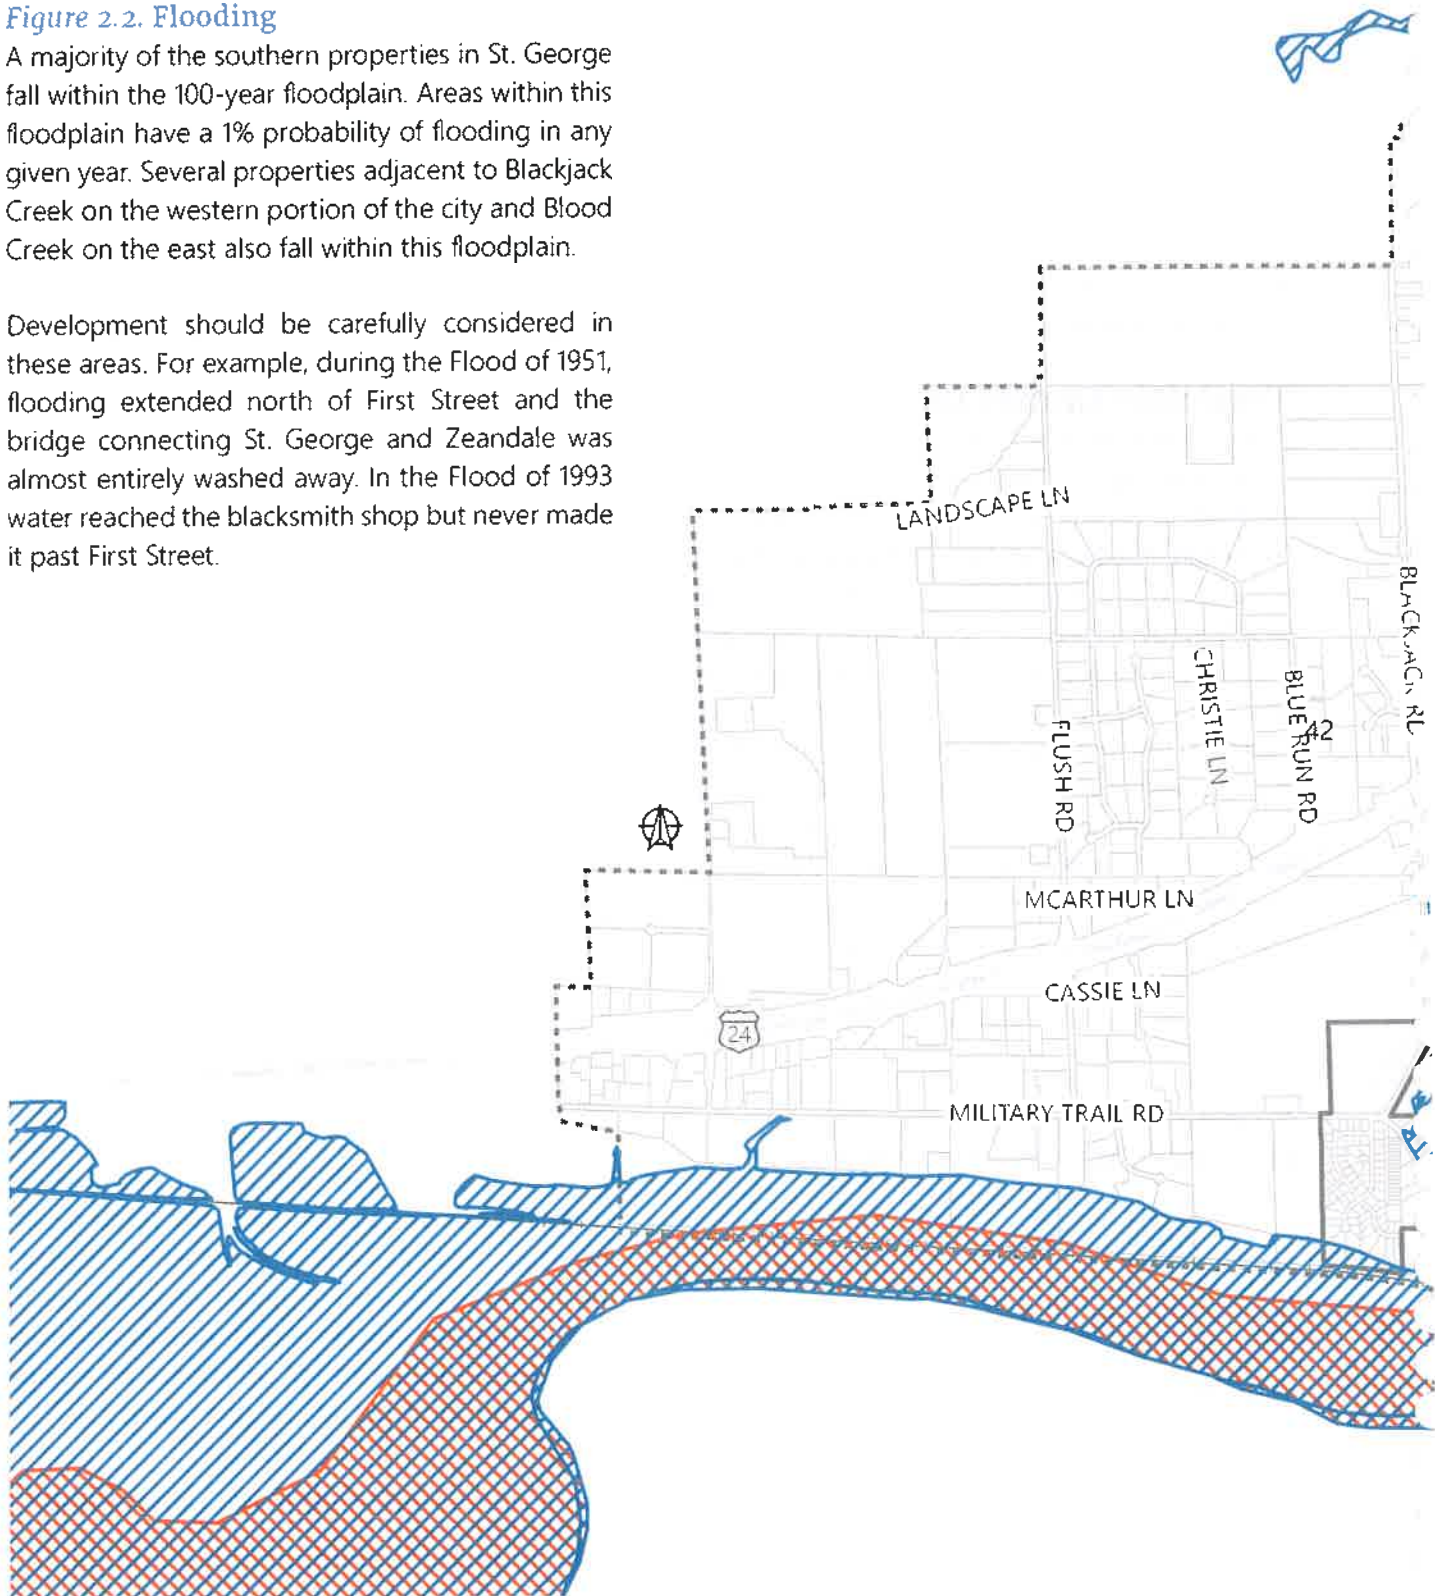 Figure 2.2. Flooding
A majority of the southern properties in St. George
fall within the 100-year floodplain. Areas within this
floodplain have a 1% probability of flooding in any
given year. Several properties adjacent to Blackjack
Creek on the western portion of the city and Blood
Creek on the east also fall within this floodplain.
Development should be carefully considered in
these areas. For example, during the Flood of 1951,
flooding extended north of First Street and the
bridge connecting St. George and Zeandale was
almost entirely washed away. In the Flood of 1993
water reached the blacksmith shop but never made
it past First Street.
LANDSCAPE LN
CHRISTIE LN
BLUE RUN RD
42
FLUSH RD
MCARTHUR LN
CASSIE LN
24
MILITARY TRAIL RD